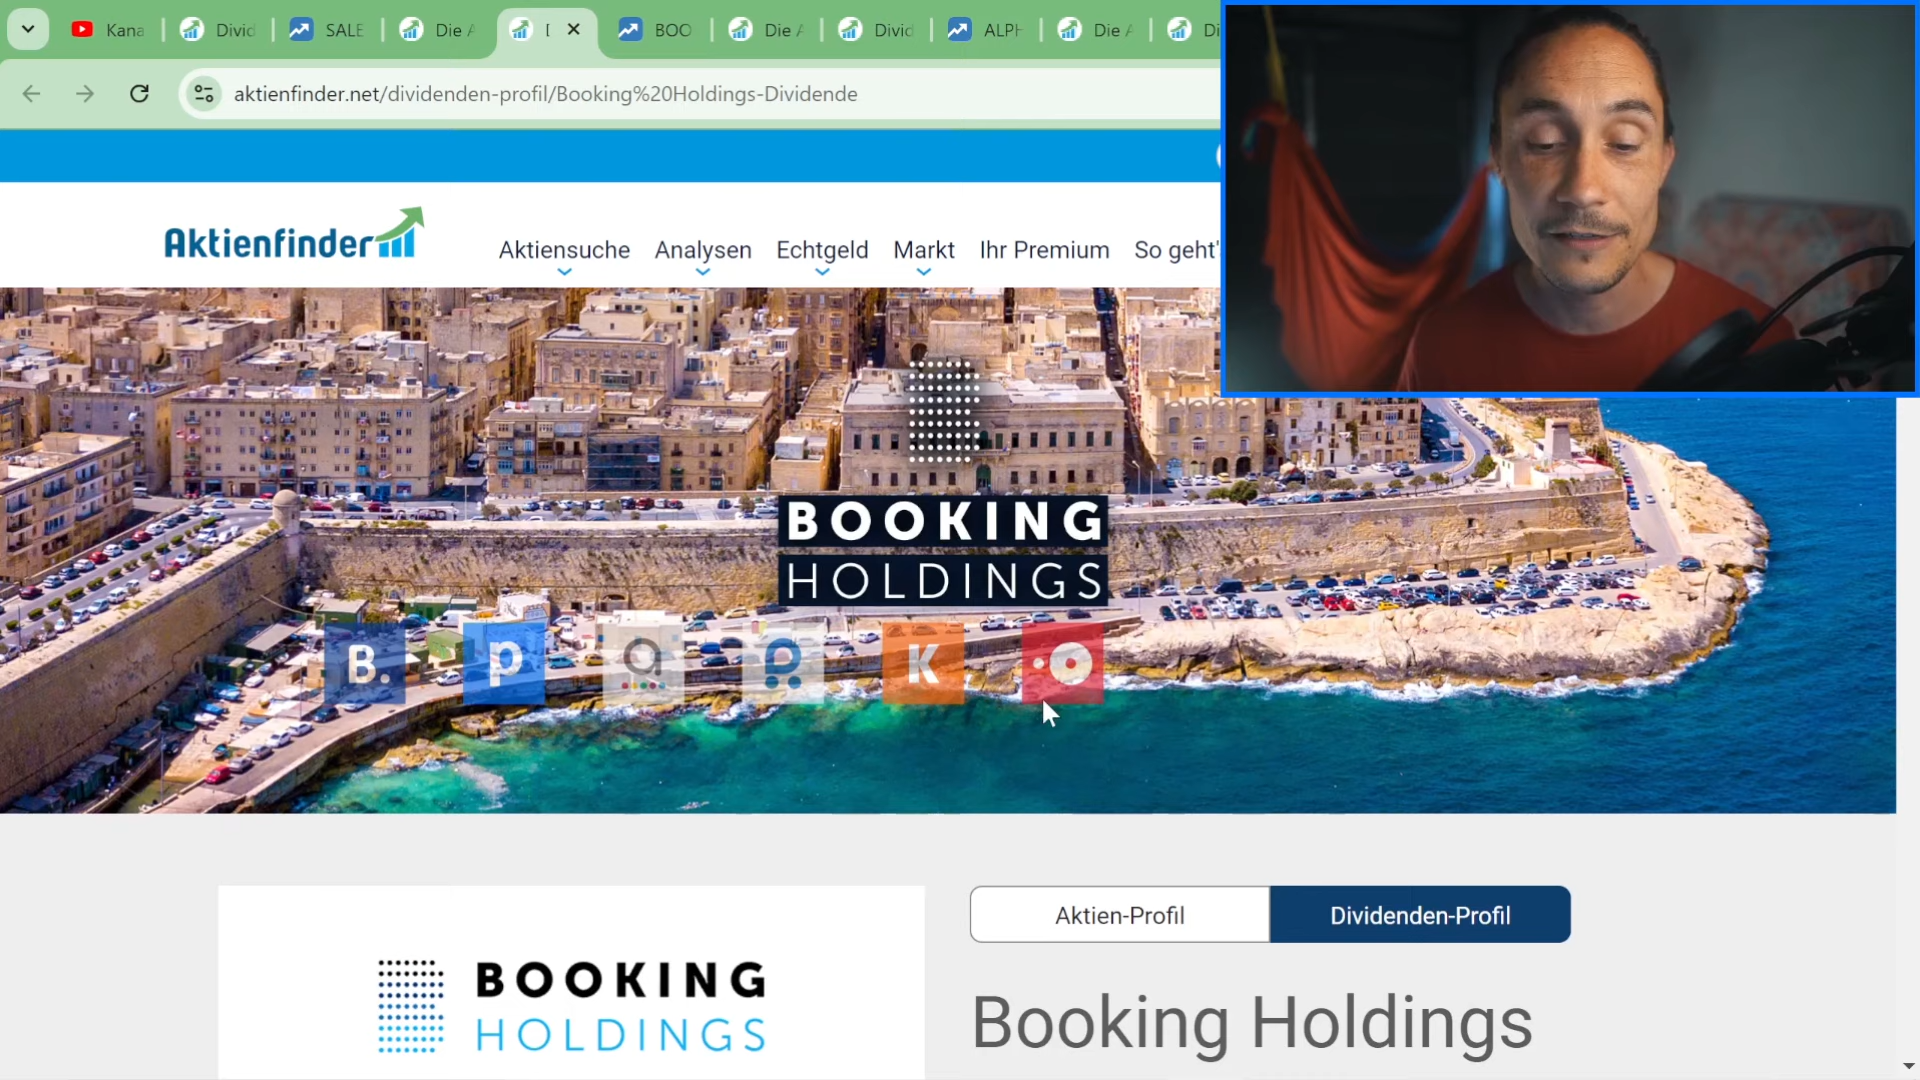 Kana
Divid
SALE
Die A
BOO
Die A
Divid
ALPH
Die A
Di
aktienfinder.net/dividenden-profil/Booking%20Holdings-Dividende
Aktienfinder
Aktiensuche
Analysen
Echtgeld
Markt
Ihr Premium
So geht'
BOOKING
HOLDINGS
B.
p
a
P
K
Aktien-Profil
Dividenden-Profil
BOOKING
HOLDINGS
Booking Holdings